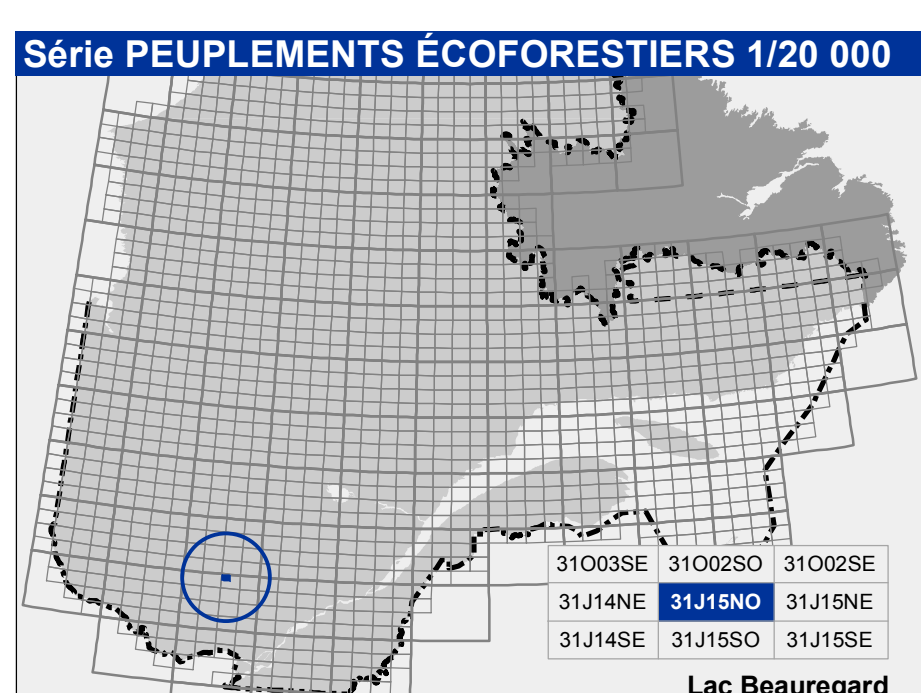 Série PEUPLEMENTS ÉCOFORESTIERS 1/20 000
31O03SE 31O02SO 31O02SE
31J14NE 31J15NO 31J15NE
31J14SE 31J15SO 31J15SE
Lac Beauregard